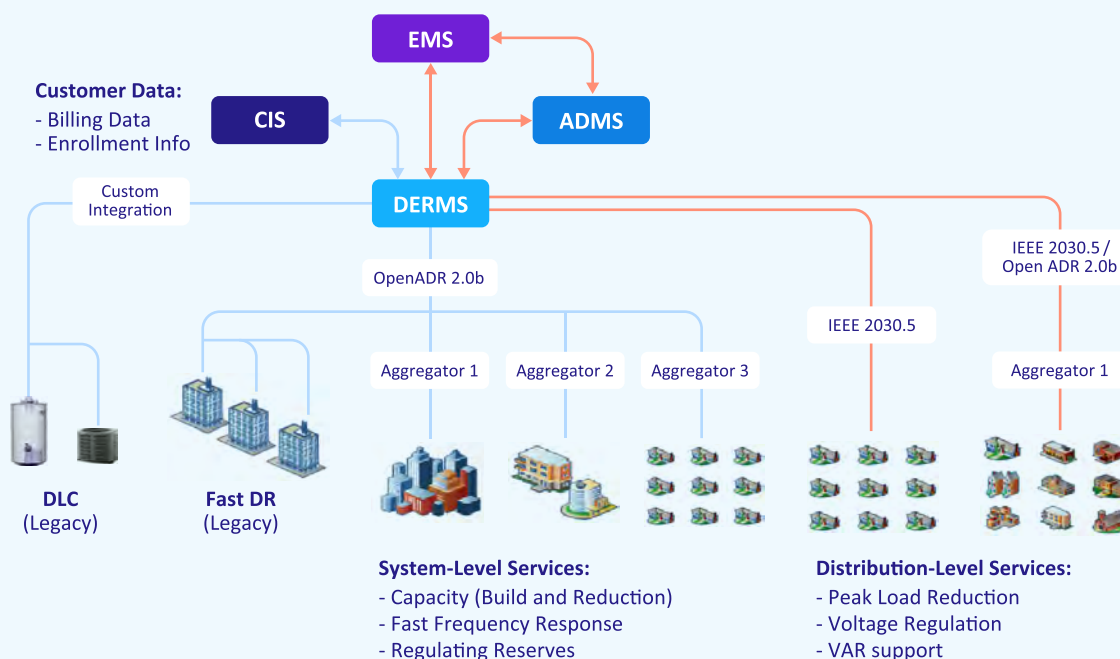 EMS
Customer Data:
- Billing Data
- Enrollment Info
CIS
ADMS
Custom
Integration
DERMS
IEEE 2030.5 /
Open ADR 2.0b
OpenADR 2.0b
IEEE 2030.5
Aggregator 1
Aggregator 2
Aggregator 3
Aggregator 1
DLC
(Legacy)
Fast DR
(Legacy)
System-Level Services:
- Capacity (Build and Reduction)
- Fast Frequency Response
- Regulating Reserves
Distribution-Level Services:
- Peak Load Reduction
- Voltage Regulation
- VAR support